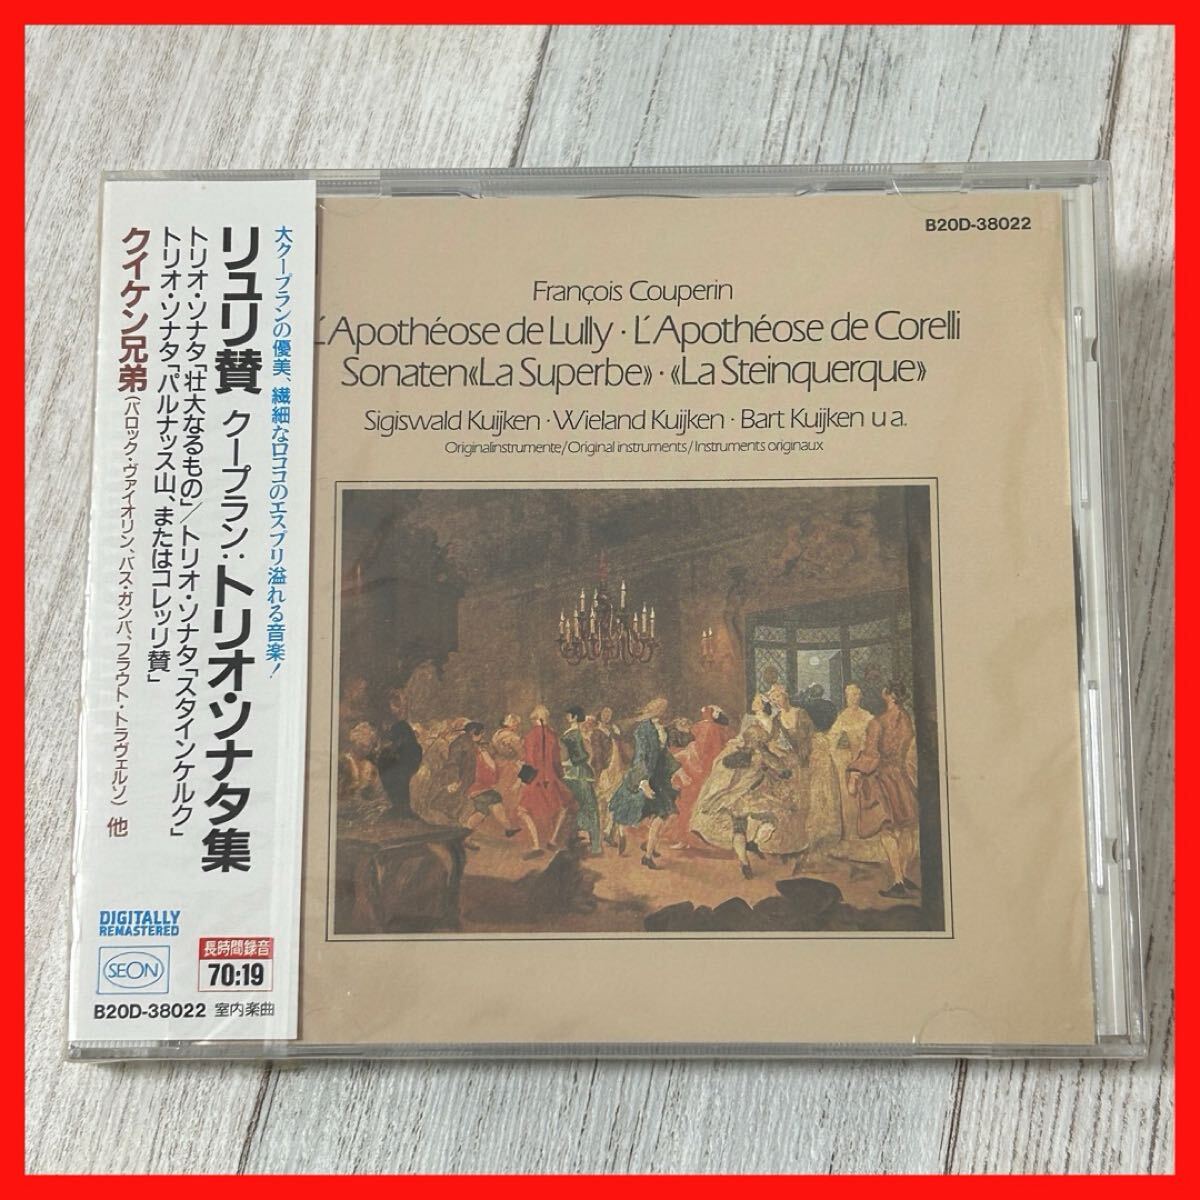 大クープランの優美、繊細なロココのエスプリ溢れる音楽!
リュリ賛 クープラン:トリオ・ソナタ集
トリオ・ソナタ「壮大なるもの」/トリオ・ソナタ「スタインケルク」
トリオ・ソナタ「パルナッス山、またはコレッリ賛」
クイケン兄弟(バロック・ヴァイオリン、バス・ガンバ、フラウト・トラヴェルソ) 他
DIGITALLY
REMASTERED
SEON
長時間録音
70:19
B20D-38022 室内楽曲
B20D-38022
François Couperin
L'Apothéose de Lully · L'Apothéose de Corelli
Sonaten《La Superbe》·《La Steinquerque》
Sigiswald Kuijken · Wieland Kuijken · Bart Kuijken u a.
Originalinstrumente/Original instruments/Instruments originaux